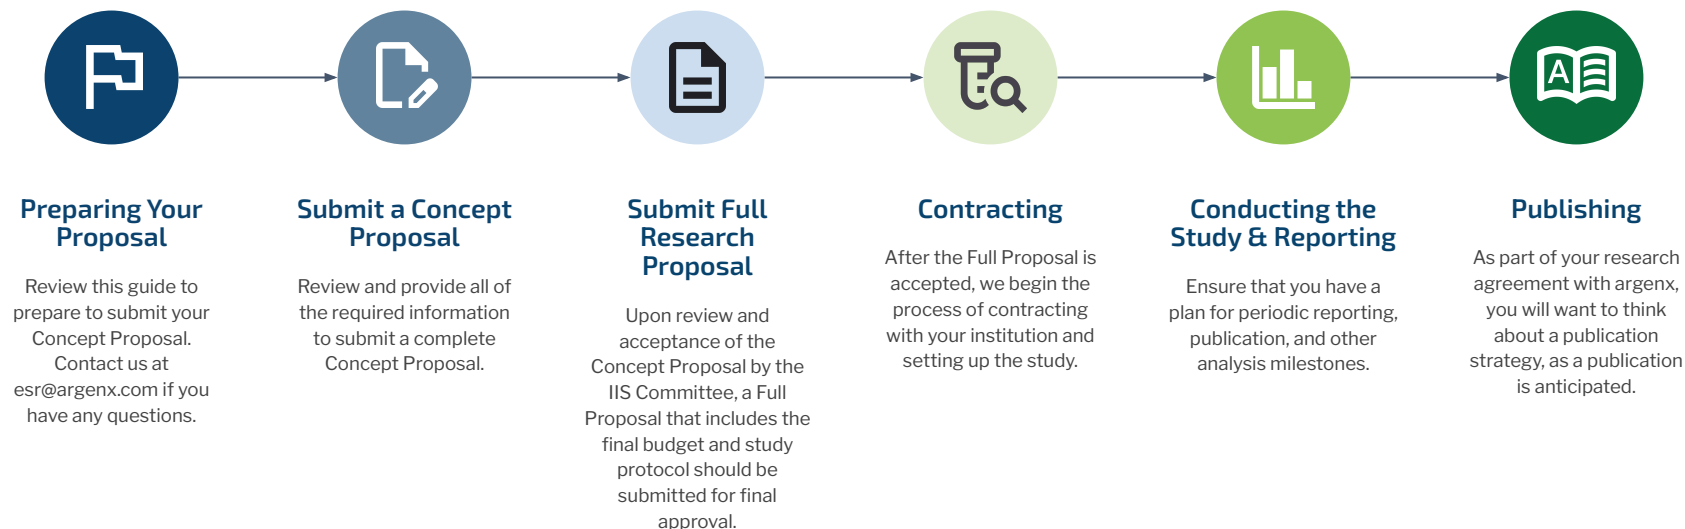 Preparing Your
Proposal
Review this guide to
prepare to submit your
Concept Proposal.
Contact us at
esr@argenx.com if you
have any questions.
Submit a Concept
Proposal
Review and provide all of
the required information
to submit a complete
Concept Proposal.
Submit Full
Research
Proposal
Upon review and
acceptance of the
Concept Proposal by the
IIS Committee, a Full
Proposal that includes the
final budget and study
protocol should be
submitted for final
approval.
Contracting
After the Full Proposal is
accepted, we begin the
process of contracting
with your institution and
setting up the study.
Conducting the
Study & Reporting
Ensure that you have a
plan for periodic reporting,
publication, and other
analysis milestones.
A
Publishing
As part of your research
agreement with argenx,
you will want to think
about a publication
strategy, as a publication
is anticipated.